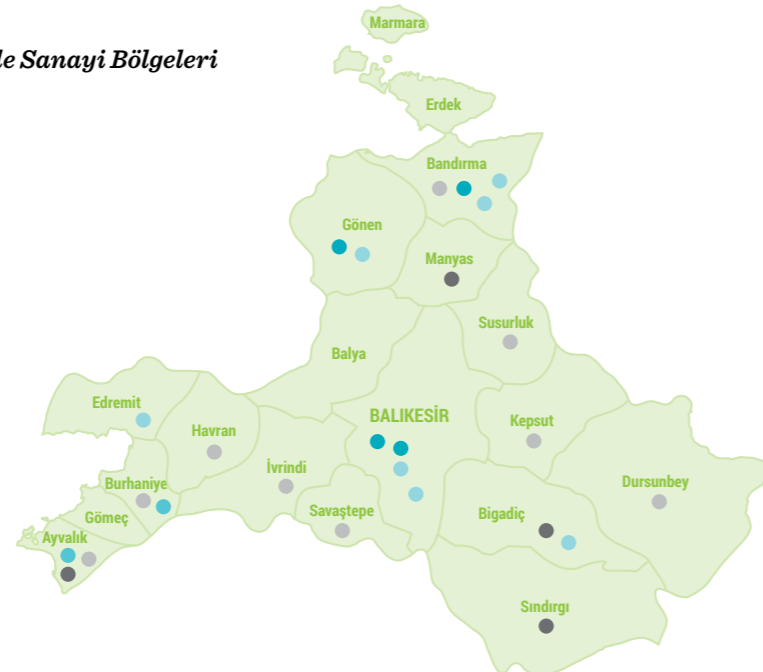 le Sanayi Bölgeleri
Marmara
Erdek
Bandırma
Gönen
Manyas
Susurluk
Balya
Edremit
BALIKESİR
Havran
Kepsut
İvrindi
Burhaniye
Dursunbey
Savaştepe
Bigadiç
Gömeç
Ayvalık
Sındırgı